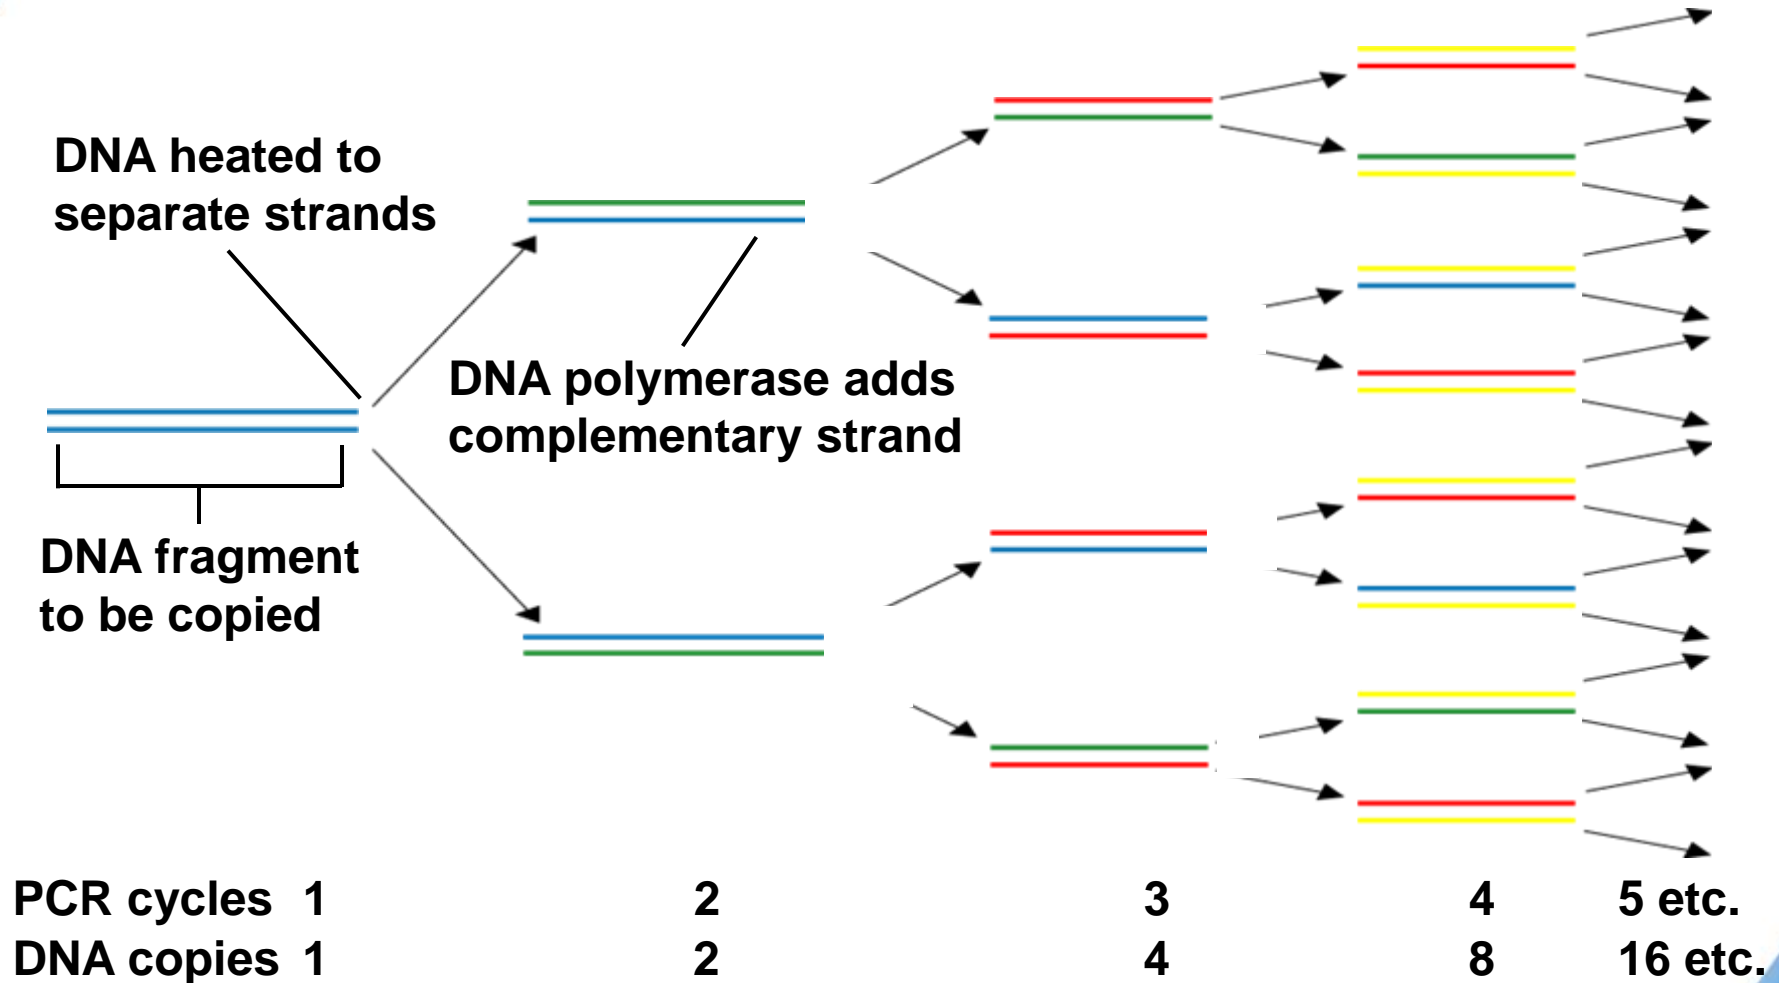 DNA heated to
separate strands
DNA polymerase adds
complementary strand
DNA fragment
to be copied
PCR cycles 1 2 3 4 5 etc.
DNA copies 1 2 4 8 16 etc.